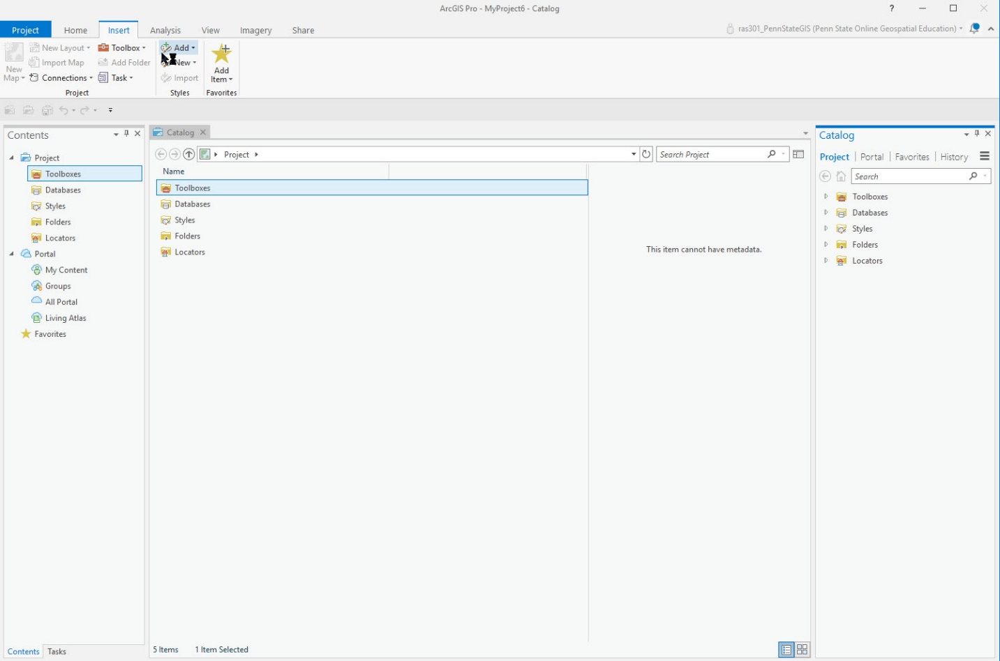 ArcGIS Pro - MyProject6 - Catalog
?
Project Home Insert Analysis View Imagery Share
ras301_PennStateGIS (Penn State Online Geospatial Education)
New Layout Toolbox Add
Import Map Add Folder New
New Map Connections Task Import
Add Item
Project Styles Favorites
Contents
Project
Toolboxes
Databases
Styles
Folders
Locators
Portal
My Content
Groups
All Portal
Living Atlas
Favorites
Contents Tasks
Catalog
Project
Search Project
Name
Toolboxes
Databases
Styles
Folders
Locators
This item cannot have metadata.
5 Items 1 Item Selected
Catalog
Project Portal Favorites History
Search
Toolboxes
Databases
Styles
Folders
Locators